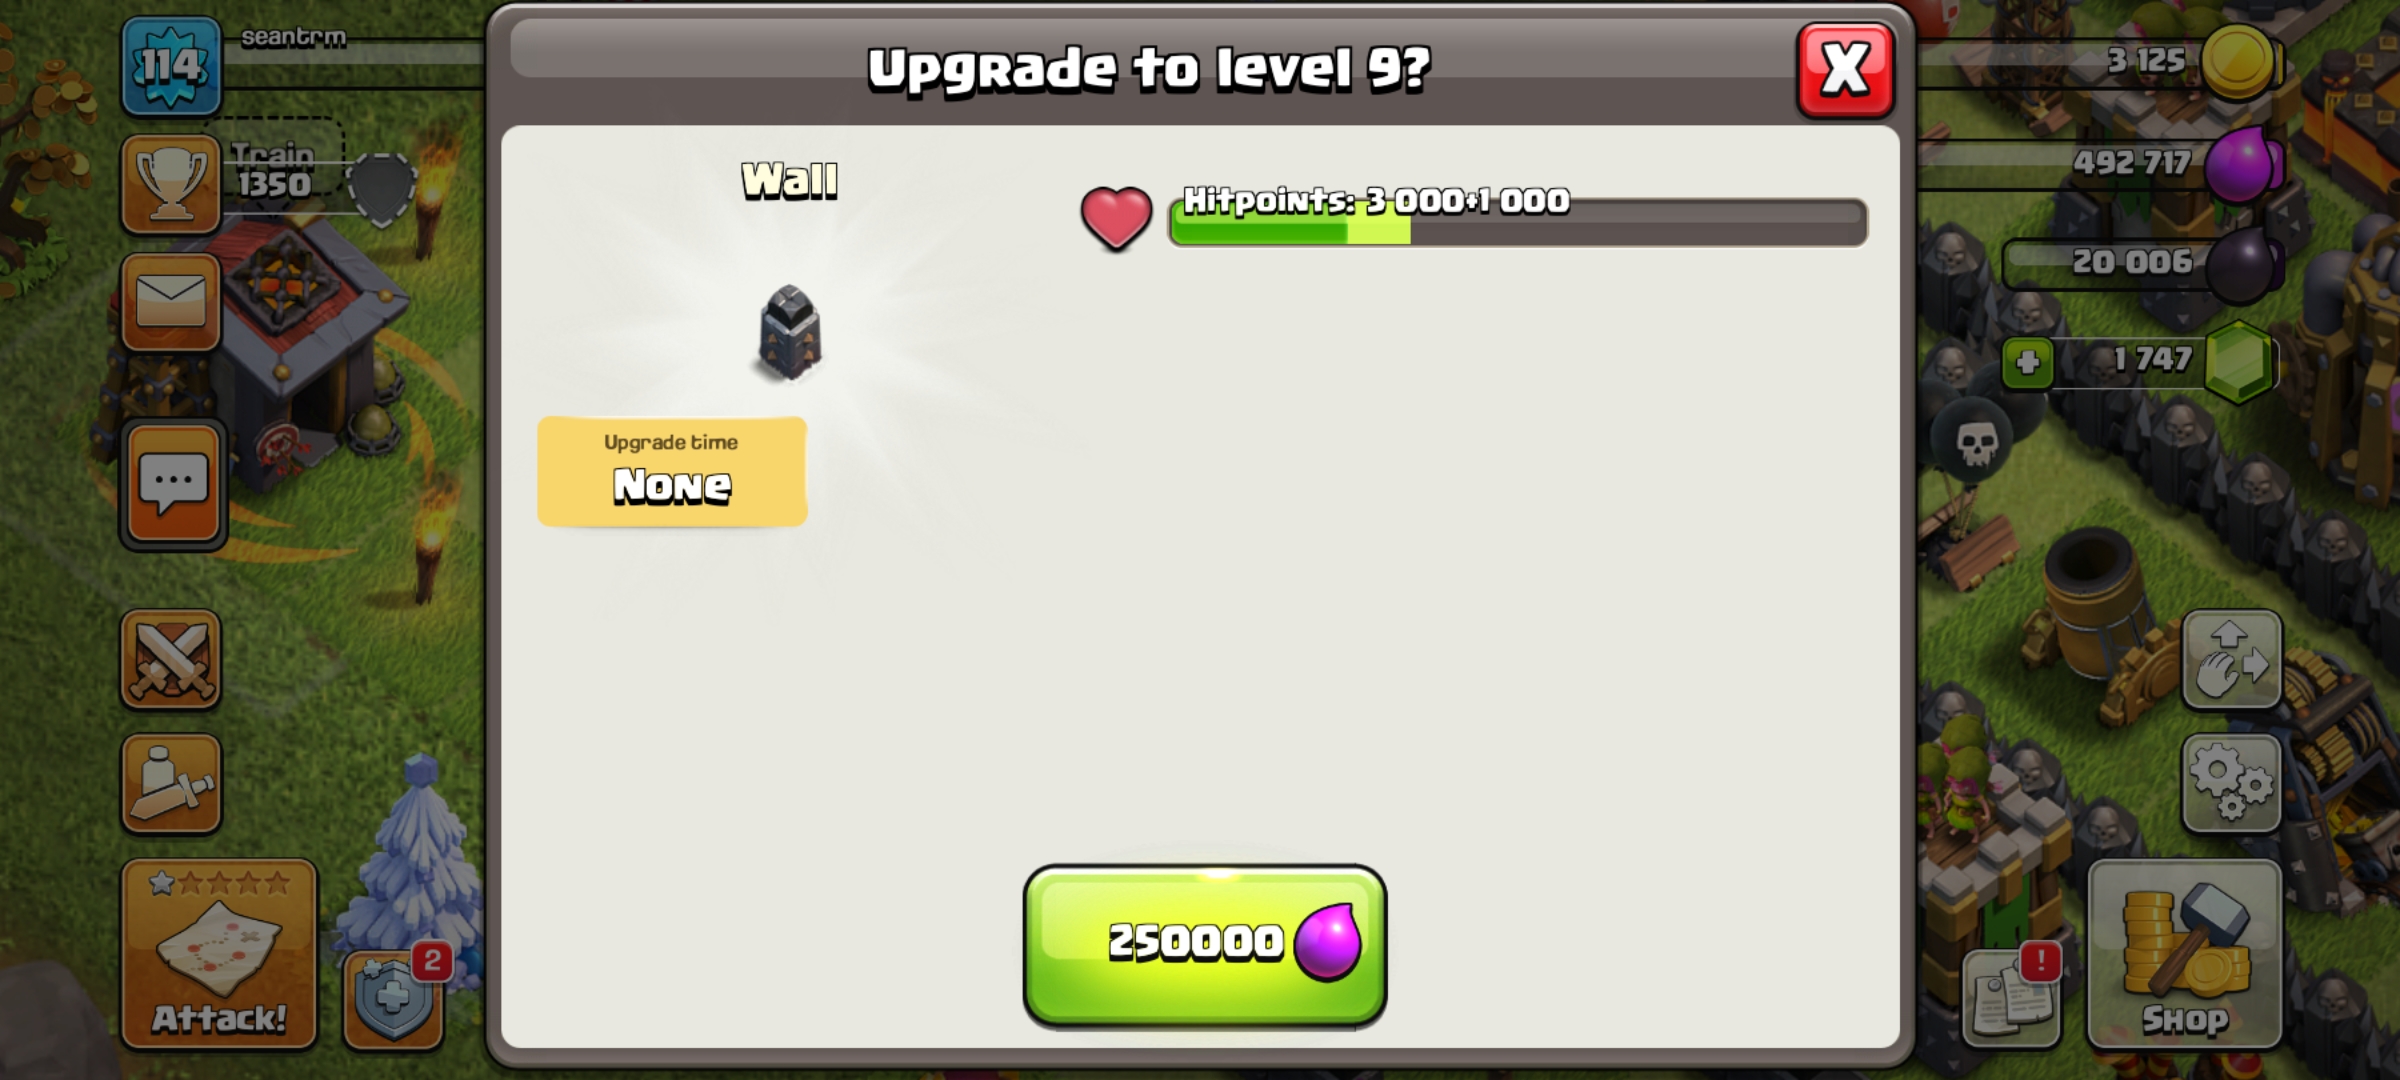 114
seantrm
Train
1350
Upgrade to level 9?
X
3 125
492 717
20 006
1 747
Wall
Hitpoints: 3 000+1 000
Upgrade time
None
250000
2
Attack!
!
Shop